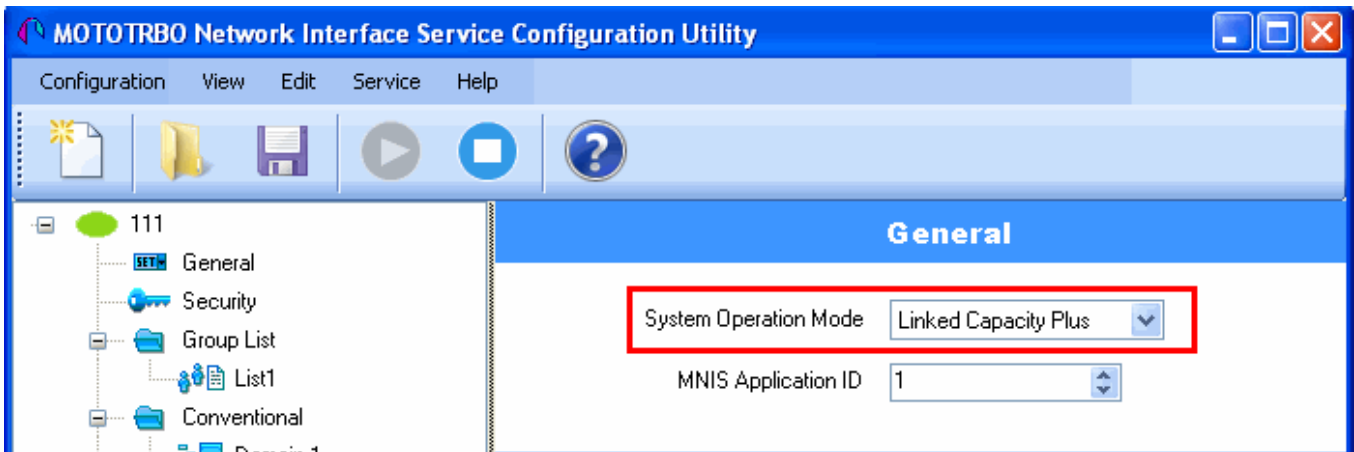 MOTOTRBO Network Interface Service Configuration Utility
Configuration View Edit Service Help
111
General
SET
General
Security
System Operation Mode Linked Capacity Plus
Group List
List1
MNIS Application ID 1
Conventional